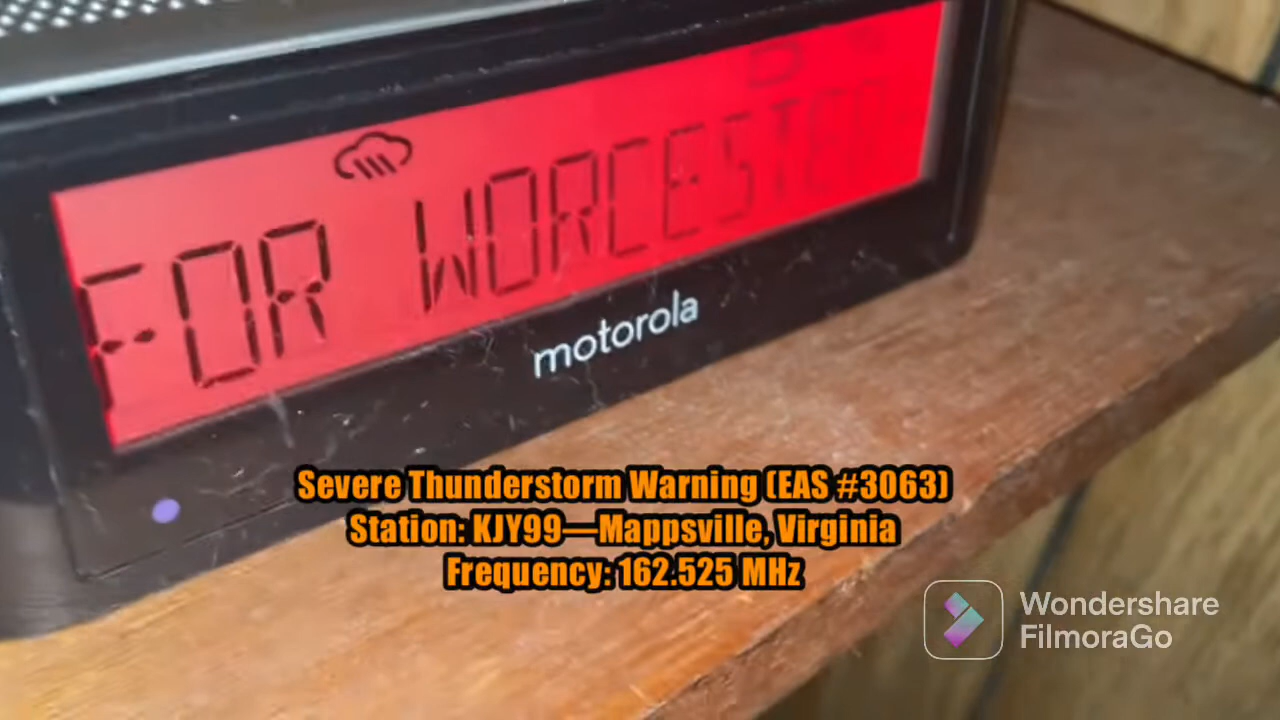 FOR WORCESTER
motorola
Severe Thunderstorm Warning (EAS #3063)
Station: KJY99—Mappsville, Virginia
Frequency: 162.525 MHz
Wondershare
FilmoraGo